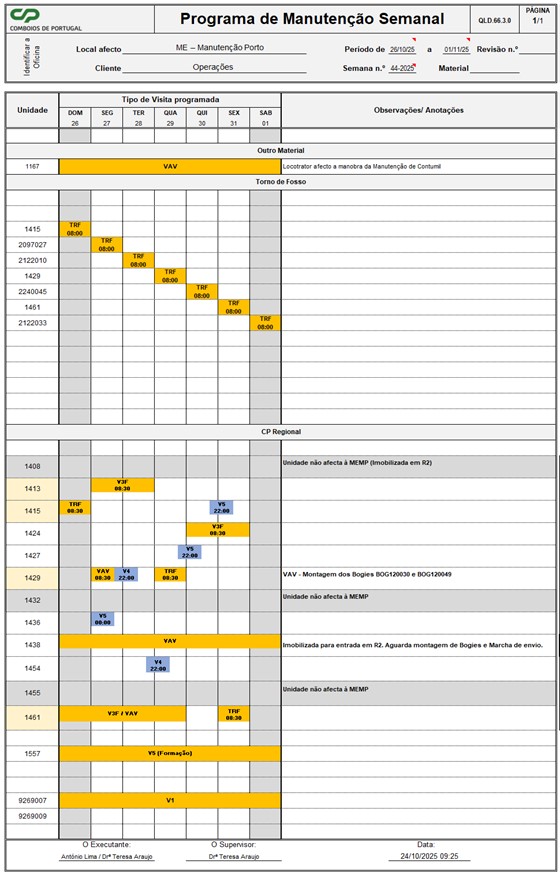 CP
COMBOIOS DE PORTUGAL
Programa de Manutenção Semanal
QLD.66.3.0
PÁGINA
1/1
Identificar a Oficina
Local afecto ME – Manutenção Porto
Periodo de 26/10/25 a 01/11/25 Revisão n.º
Cliente Operações
Semana n.º 44-2025 Material
Unidade
Tipo de Visita programada
Observações/ Anotações
DOM SEG TER QUA QUI SEX SAB
26 27 28 29 30 31 01
Outro Material
1167 VAV Locotrator afecto a manobra da Manutenção de Contumil
Torno de Fosso
1415 TRF 08:00
2097027 TRF 08:00
2122010 TRF 08:00
1429 TRF 08:00
2240045 TRF 08:00
1461 TRF 08:00
2122033 TRF 08:00
CP Regional
1408 Unidade não afecta à MEMP (Imobilizada em R2)
1413 V3F 08:30
1415 TRF 08:30 V5 22:00
1424 V3F 08:30
1427 V5 22:00
1429 VAV 08:30 V4 22:00 TRF 08:30 VAV - Montagem dos Bogies BOG120030 e BOG120049
1432 Unidade não afecta à MEMP
1436 V5 08:00
1438 VAV Imobilizada para entrada em R2. Aguarda montagem de Bogies e Marcha de envio.
1454 V4 22:00
1455 Unidade não afecta à MEMP
1461 V3F / VAV TRF 08:30
1557 V5 (Formação)
9269007 V1
9269009
O Executante: O Supervisor: Data:
António Lima / Drª Teresa Araujo Drª Teresa Araujo 24/10/2025 09:25